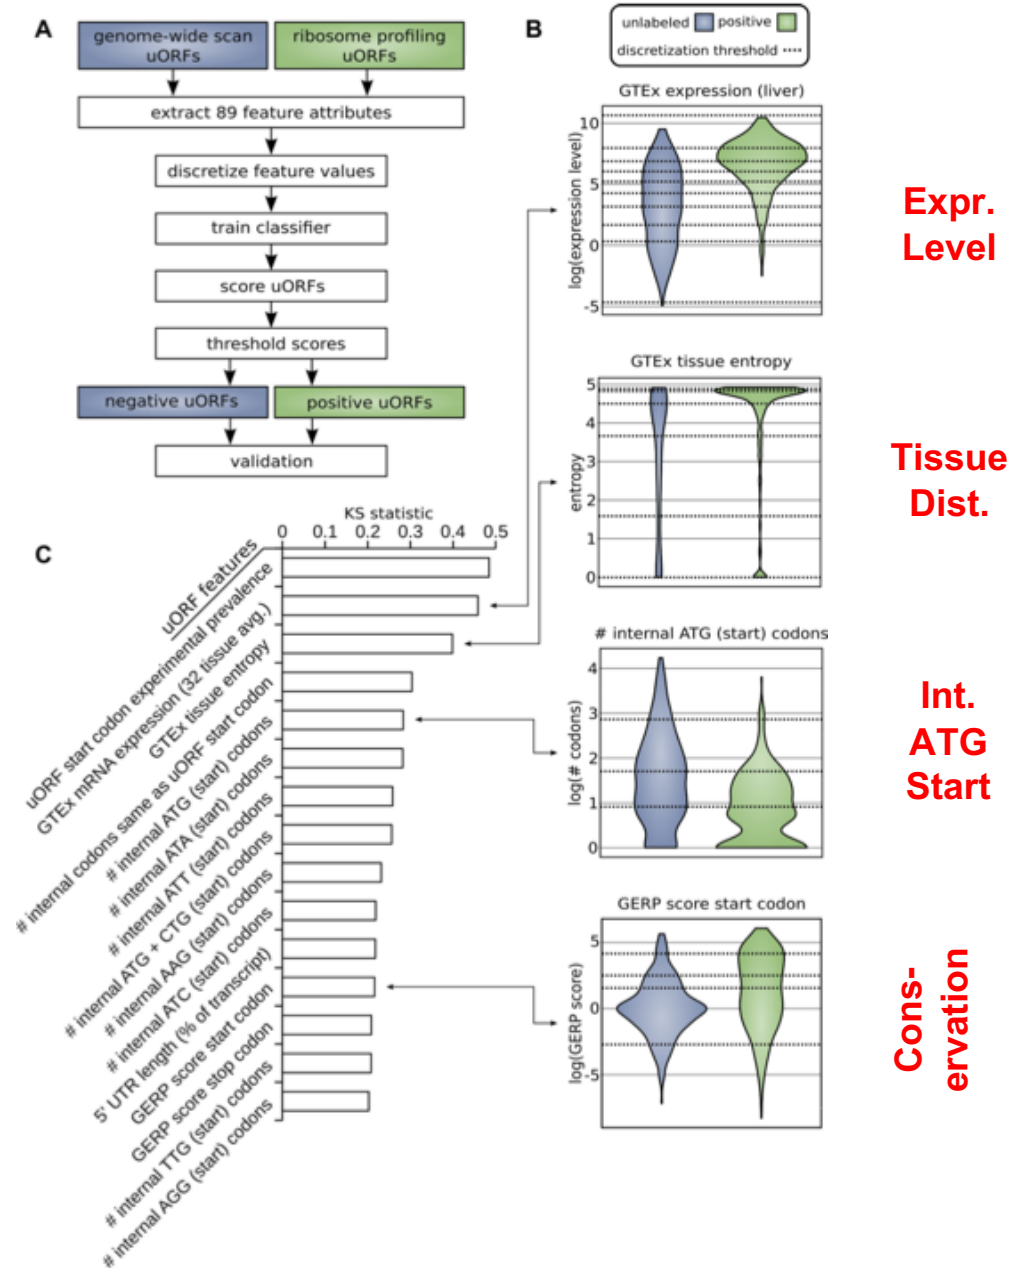 A
genome-wide scan
uORFs
ribosome profiling
uORFs
extract 89 feature attributes
discretize feature values
train classifier
score uORFs
threshold scores
negative uORFs
positive uORFs
validation
B
unlabeled
positive
discretization threshold
GTEx expression (liver)
log(expression level)
10
5
0
-5
Expr.
Level
GTEx tissue entropy
entropy
5
4
3
2
1
0
Tissue
Dist.
# internal ATG (start) codons
log(# codons)
4
3
2
1
0
Int.
ATG
Start
GERP score start codon
log(GERP score)
5
0
-5
Cons-
ervation
C
KS statistic
0
0.1
0.2
0.3
0.4
0.5
uORF features
uORF start codon experimental prevalence
GTEx mRNA expression (32 tissue avg.)
GTEx tissue entropy
# internal codons same as uORF start codon
# internal ATG (start) codons
# internal ATA (start) codons
# internal ATT (start) codons
# internal ATG + CTG (start) codons
# internal AAG (start) codons
# internal ATC (start) codons
5' UTR length (% of transcript)
GERP score start codon
GERP score stop codon
# internal TTG (start) codons
# internal AGG (start) codons